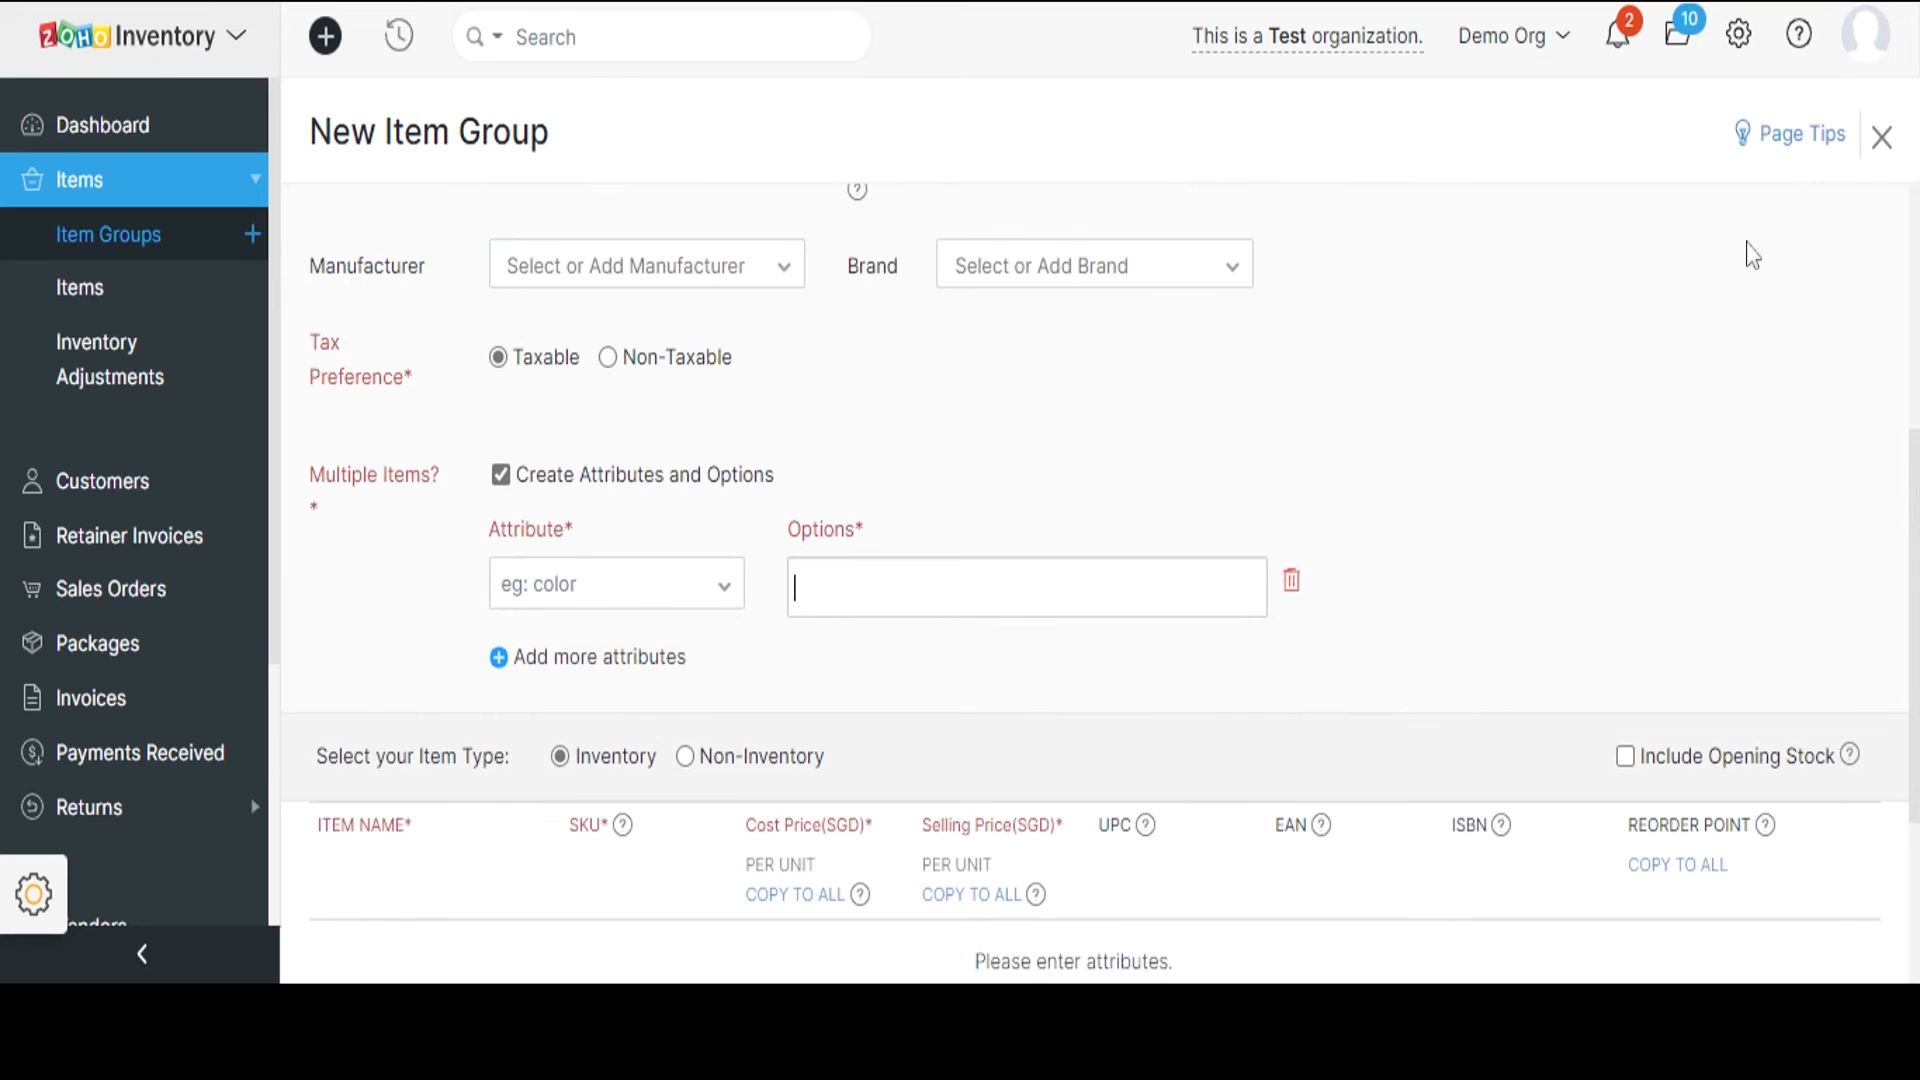 ZOHO Inventory
Search
This is a Test organization.
Demo Org
2
10
Dashboard
Items
Item Groups
Items
Inventory
Adjustments
Customers
Retainer Invoices
Sales Orders
Packages
Invoices
Payments Received
Returns
New Item Group
Page Tips
Manufacturer
Select or Add Manufacturer
Brand
Select or Add Brand
Tax
Preference*
Taxable
Non-Taxable
Multiple Items?
*
Create Attributes and Options
Attribute*
Options*
eg: color
Add more attributes
Select your Item Type:
Inventory
Non-Inventory
Include Opening Stock
ITEM NAME*
SKU*
Cost Price(SGD)*
PER UNIT
COPY TO ALL
Selling Price(SGD)*
PER UNIT
COPY TO ALL
UPC
EAN
ISBN
REORDER POINT
COPY TO ALL
Please enter attributes.